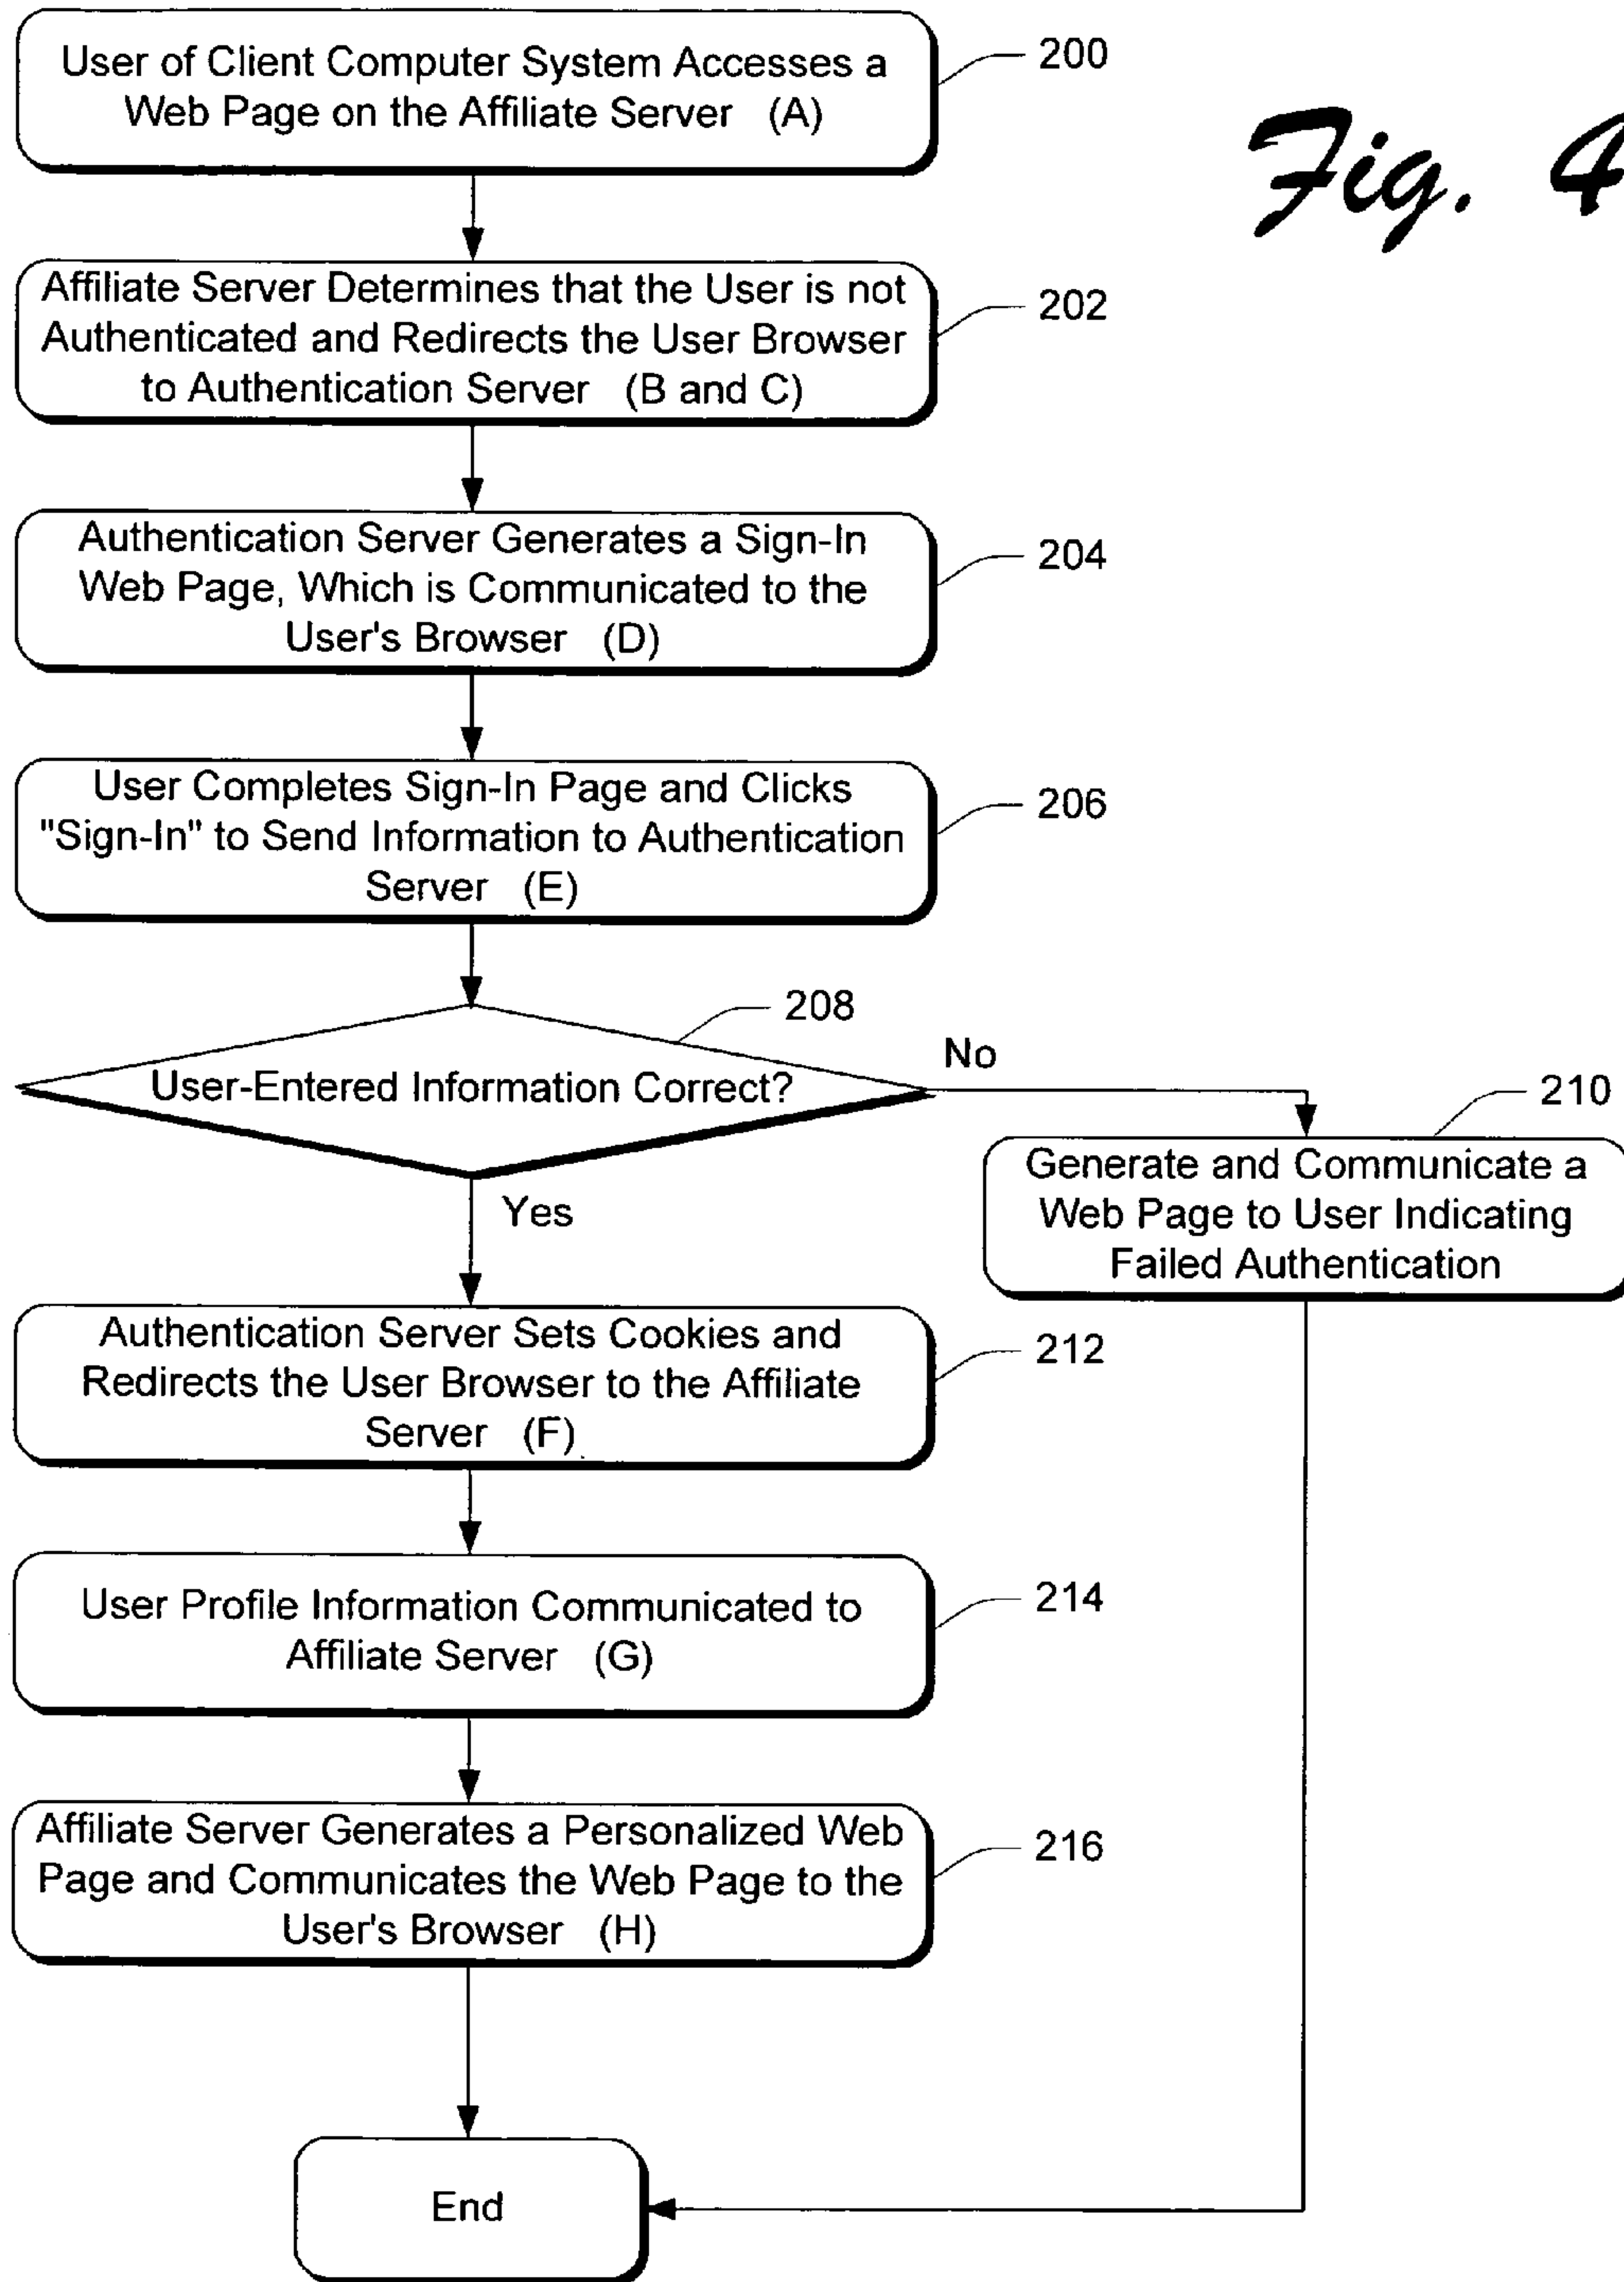 Fig. 4
User of Client Computer System Accesses a
Web Page on the Affiliate Server (A)
200
Affiliate Server Determines that the User is not
Authenticated and Redirects the User Browser
to Authentication Server (B and C)
202
Authentication Server Generates a Sign-In
Web Page, Which is Communicated to the
User's Browser (D)
204
User Completes Sign-In Page and Clicks
"Sign-In" to Send Information to Authentication
Server (E)
206
208
User-Entered Information Correct?
No
210
Generate and Communicate a
Web Page to User Indicating
Failed Authentication
Yes
Authentication Server Sets Cookies and
Redirects the User Browser to the Affiliate
Server (F)
212
User Profile Information Communicated to
Affiliate Server (G)
214
Affiliate Server Generates a Personalized Web
Page and Communicates the Web Page to the
User's Browser (H)
216
End